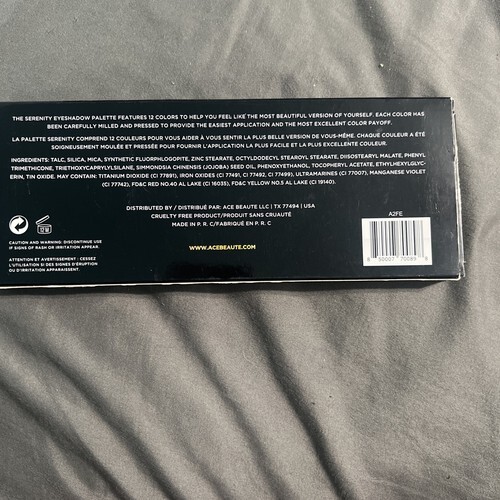 THE SERENITY EYESHADOW PALETTE FEATURES 12 COLORS TO HELP YOU FEEL LIKE THE MOST BEAUTIFUL VERSION OF YOURSELF. EACH COLOR HAS
BEEN CAREFULLY MILLED AND PRESSED TO PROVIDE THE EASIEST APPLICATION AND THE MOST EXCELLENT COLOR PAYOFF.
LA PALETTE SERENITY COMPREND 12 COULEURS POUR VOUS AIDER À VOUS SENTIR LA PLUS BELLE VERSION DE VOUS-MÊME. CHAQUE COULEUR A ÉTÉ
SOIGNEUSEMENT MOULÉE ET PRESSÉE POUR FOURNIR L'APPLICATION LA PLUS FACILE ET LA PLUS EXCELLENTE COULEUR.
INGREDIENTS: TALC, SILICA, MICA, SYNTHETIC FLUORPHLOGOPITE, ZINC STEARATE, OCTYLDODECYL STEAROYL STEARATE, DIISOSTEARYL MALATE, PHENYL
TRIMETHICONE, TRIETHOXYCAPRYLYLSILANE, SIMMONDSIA CHINENSIS (JOJOBA) SEED OIL, PHENOXYETHANOL, TOCOPHERYL ACETATE, ETHYLHEXYLGLYC-
ERIN, TIN OXIDE. MAY CONTAIN: TITANIUM DIOXIDE (CI 77891), IRON OXIDES (CI 77491, CI 77492, CI 77499), ULTRAMARINES (CI 77007), MANGANESE VIOLET
(CI 77742), FD&C RED NO.40 AL LAKE (CI 16035), FD&C YELLOW NO.5 AL LAKE (CI 19140).
DISTRIBUTED BY / DISTRIBUÉ PAR: ACE BEAUTE LLC | TX 77494 | USA
CRUELTY FREE PRODUCT/PRODUIT SANS CRUAUTÉ
MADE IN P. R. C./FABRIQUÉ EN P. R. C
12 M
CAUTION AND WARNING: DISCONTINUE USE
IF SIGNS OF RASH OR IRRITATION APPEAR.
ATTENTION ET AVERTISSEMENT : CESSEZ
L'UTILISATION SI DES SIGNES D'ÉRUPTION
OU D'IRRITATION APPARAISSENT.
WWW.ACEBEAUTE.COM
A2FE